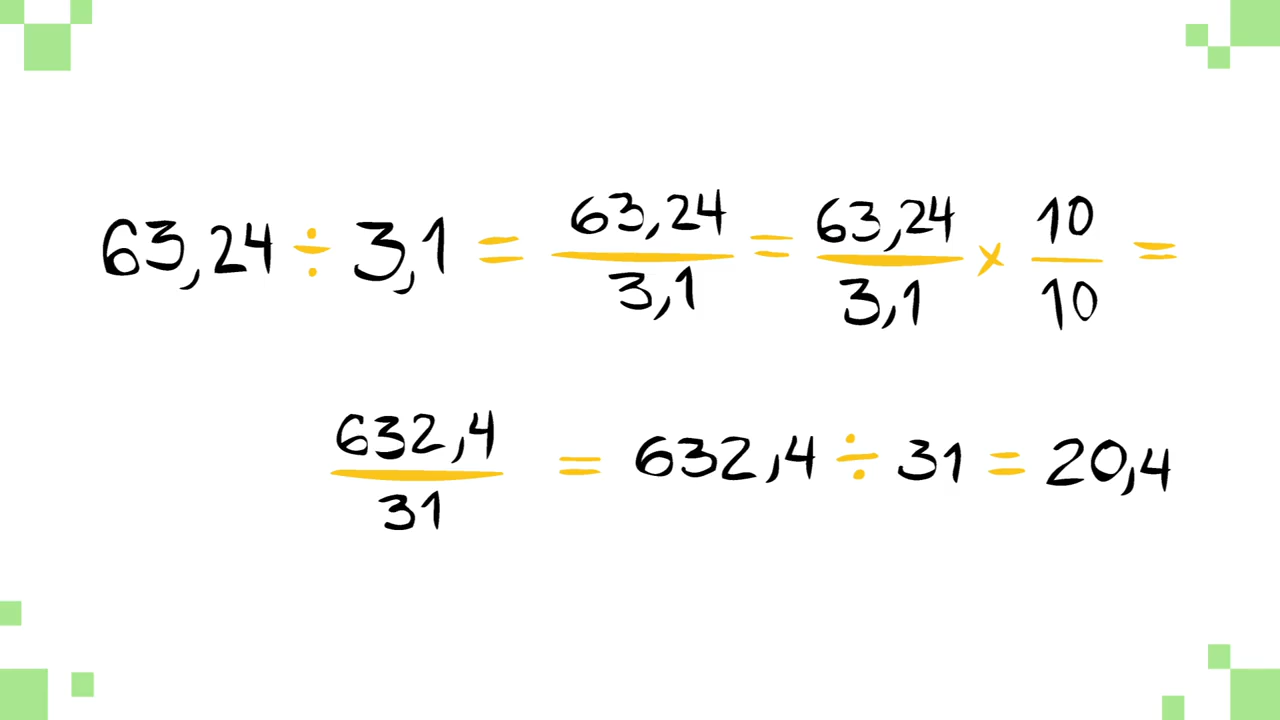 63,24 ÷ 3,1 = 63,24/3,1 = 63,24/3,1 × 10/10 =
632,4/31 = 632,4 ÷ 31 = 20,4